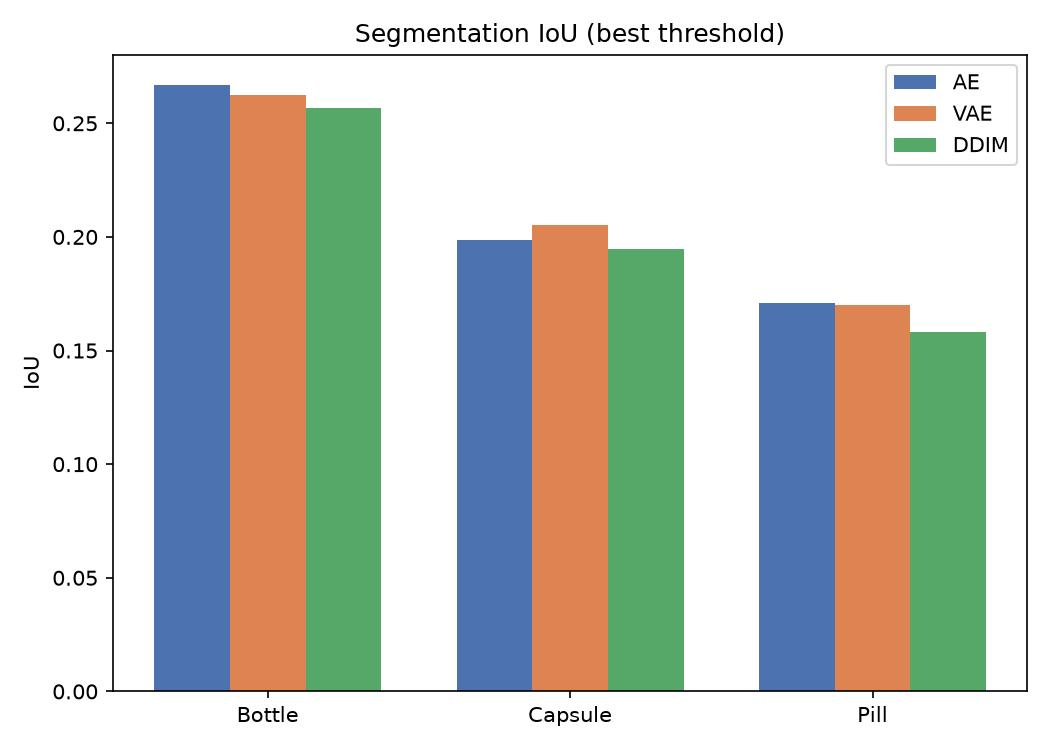 Segmentation IoU (best threshold)
AE
VAE
DDIM
IoU
0.25
0.20
0.15
0.10
0.05
0.00
Bottle
Capsule
Pill